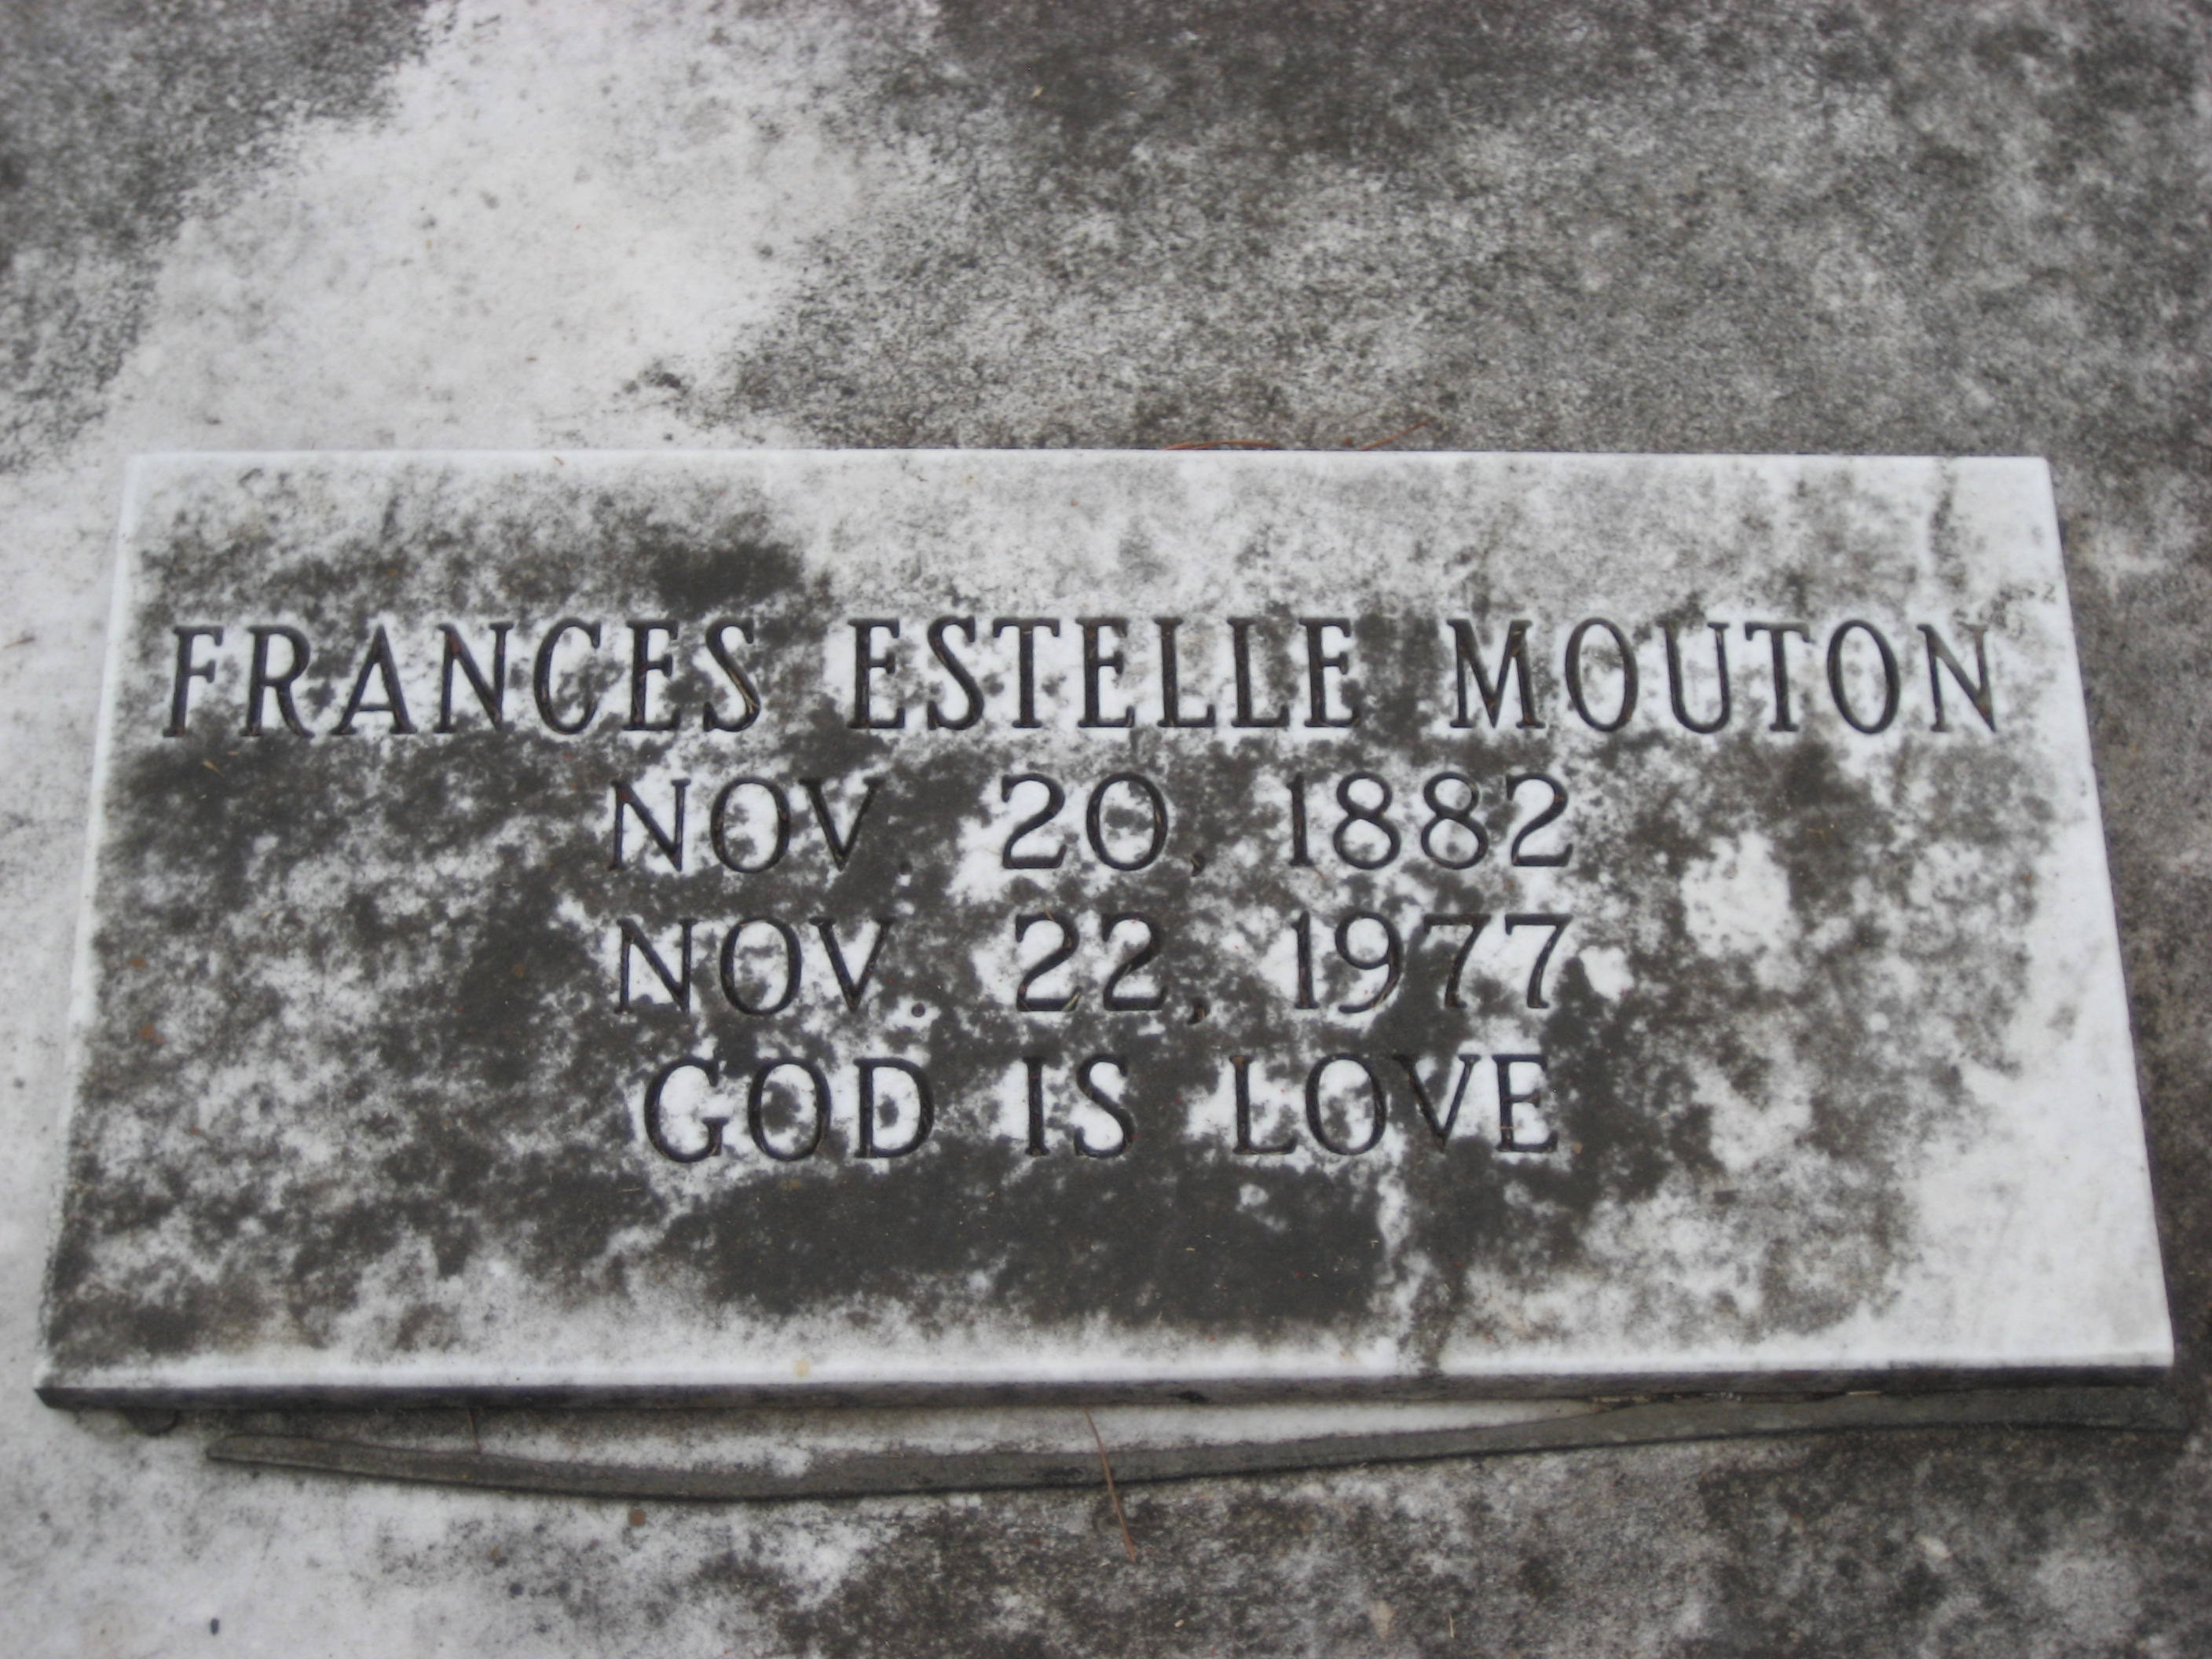 FRANCES ESTELLE MOUTON
NOV. 20, 1882
NOV. 22, 1977
GOD IS LOVE